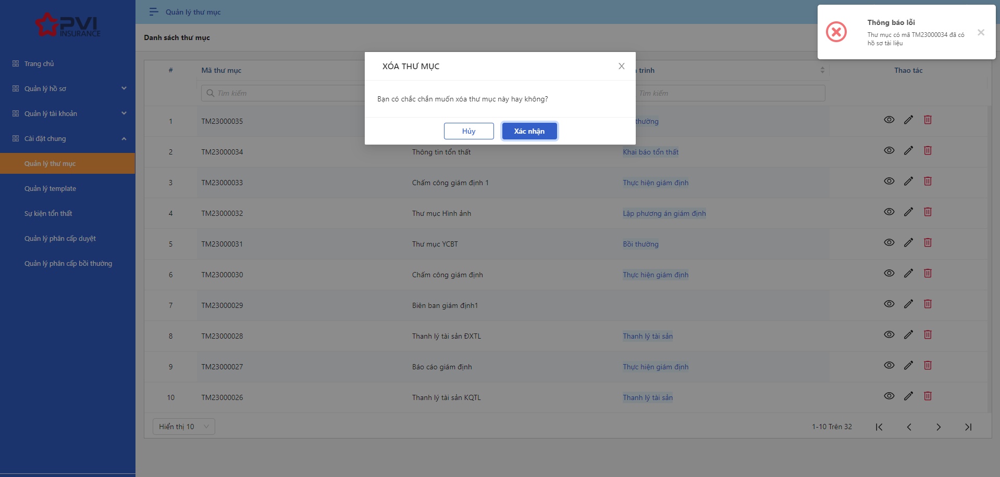 PVI
INSURANCE
Trang chủ
Quản lý hồ sơ
Quản lý tài khoản
Cài đặt chung
Quản lý thư mục
Quản lý template
Sự kiện tổn thất
Quản lý phân cấp duyệt
Quản lý phân cấp bồi thường
Quản lý thư mục
Danh sách thư mục
Thông báo lỗi
Thư mục có mã TM23000034 đã có
hồ sơ tài liệu
XÓA THƯ MỤC
Bạn có chắc chắn muốn xóa thư mục này hay không?
Hủy Xác nhận
# Mã thư mục trình Thao tác
Tìm kiếm Tìm kiếm
1 TM23000035 thường
2 TM23000034 Thông tin tổn thất Khai báo tổn thất
3 TM23000033 Chấm công giám định 1 Thực hiện giám định
4 TM23000032 Thư mục Hình ảnh Lập phương án giám định
5 TM23000031 Thư mục YCBT Bồi thường
6 TM23000030 Chấm công giám định Thực hiện giám định
7 TM23000029 Biên ban giám định1
8 TM23000028 Thanh lý tài sản ĐXTL Thanh lý tài sản
9 TM23000027 Báo cáo giám định Thực hiện giám định
10 TM23000026 Thanh lý tài sản KQTL Thanh lý tài sản
Hiển thị 10 1-10 Trên 32